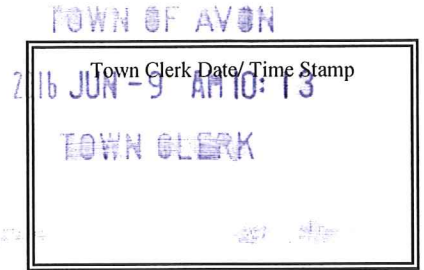 TOWN OF AVON
Town Clerk Date/ Time Stamp
2016 JUN -9 AM 10: 13
TOWN CLERK